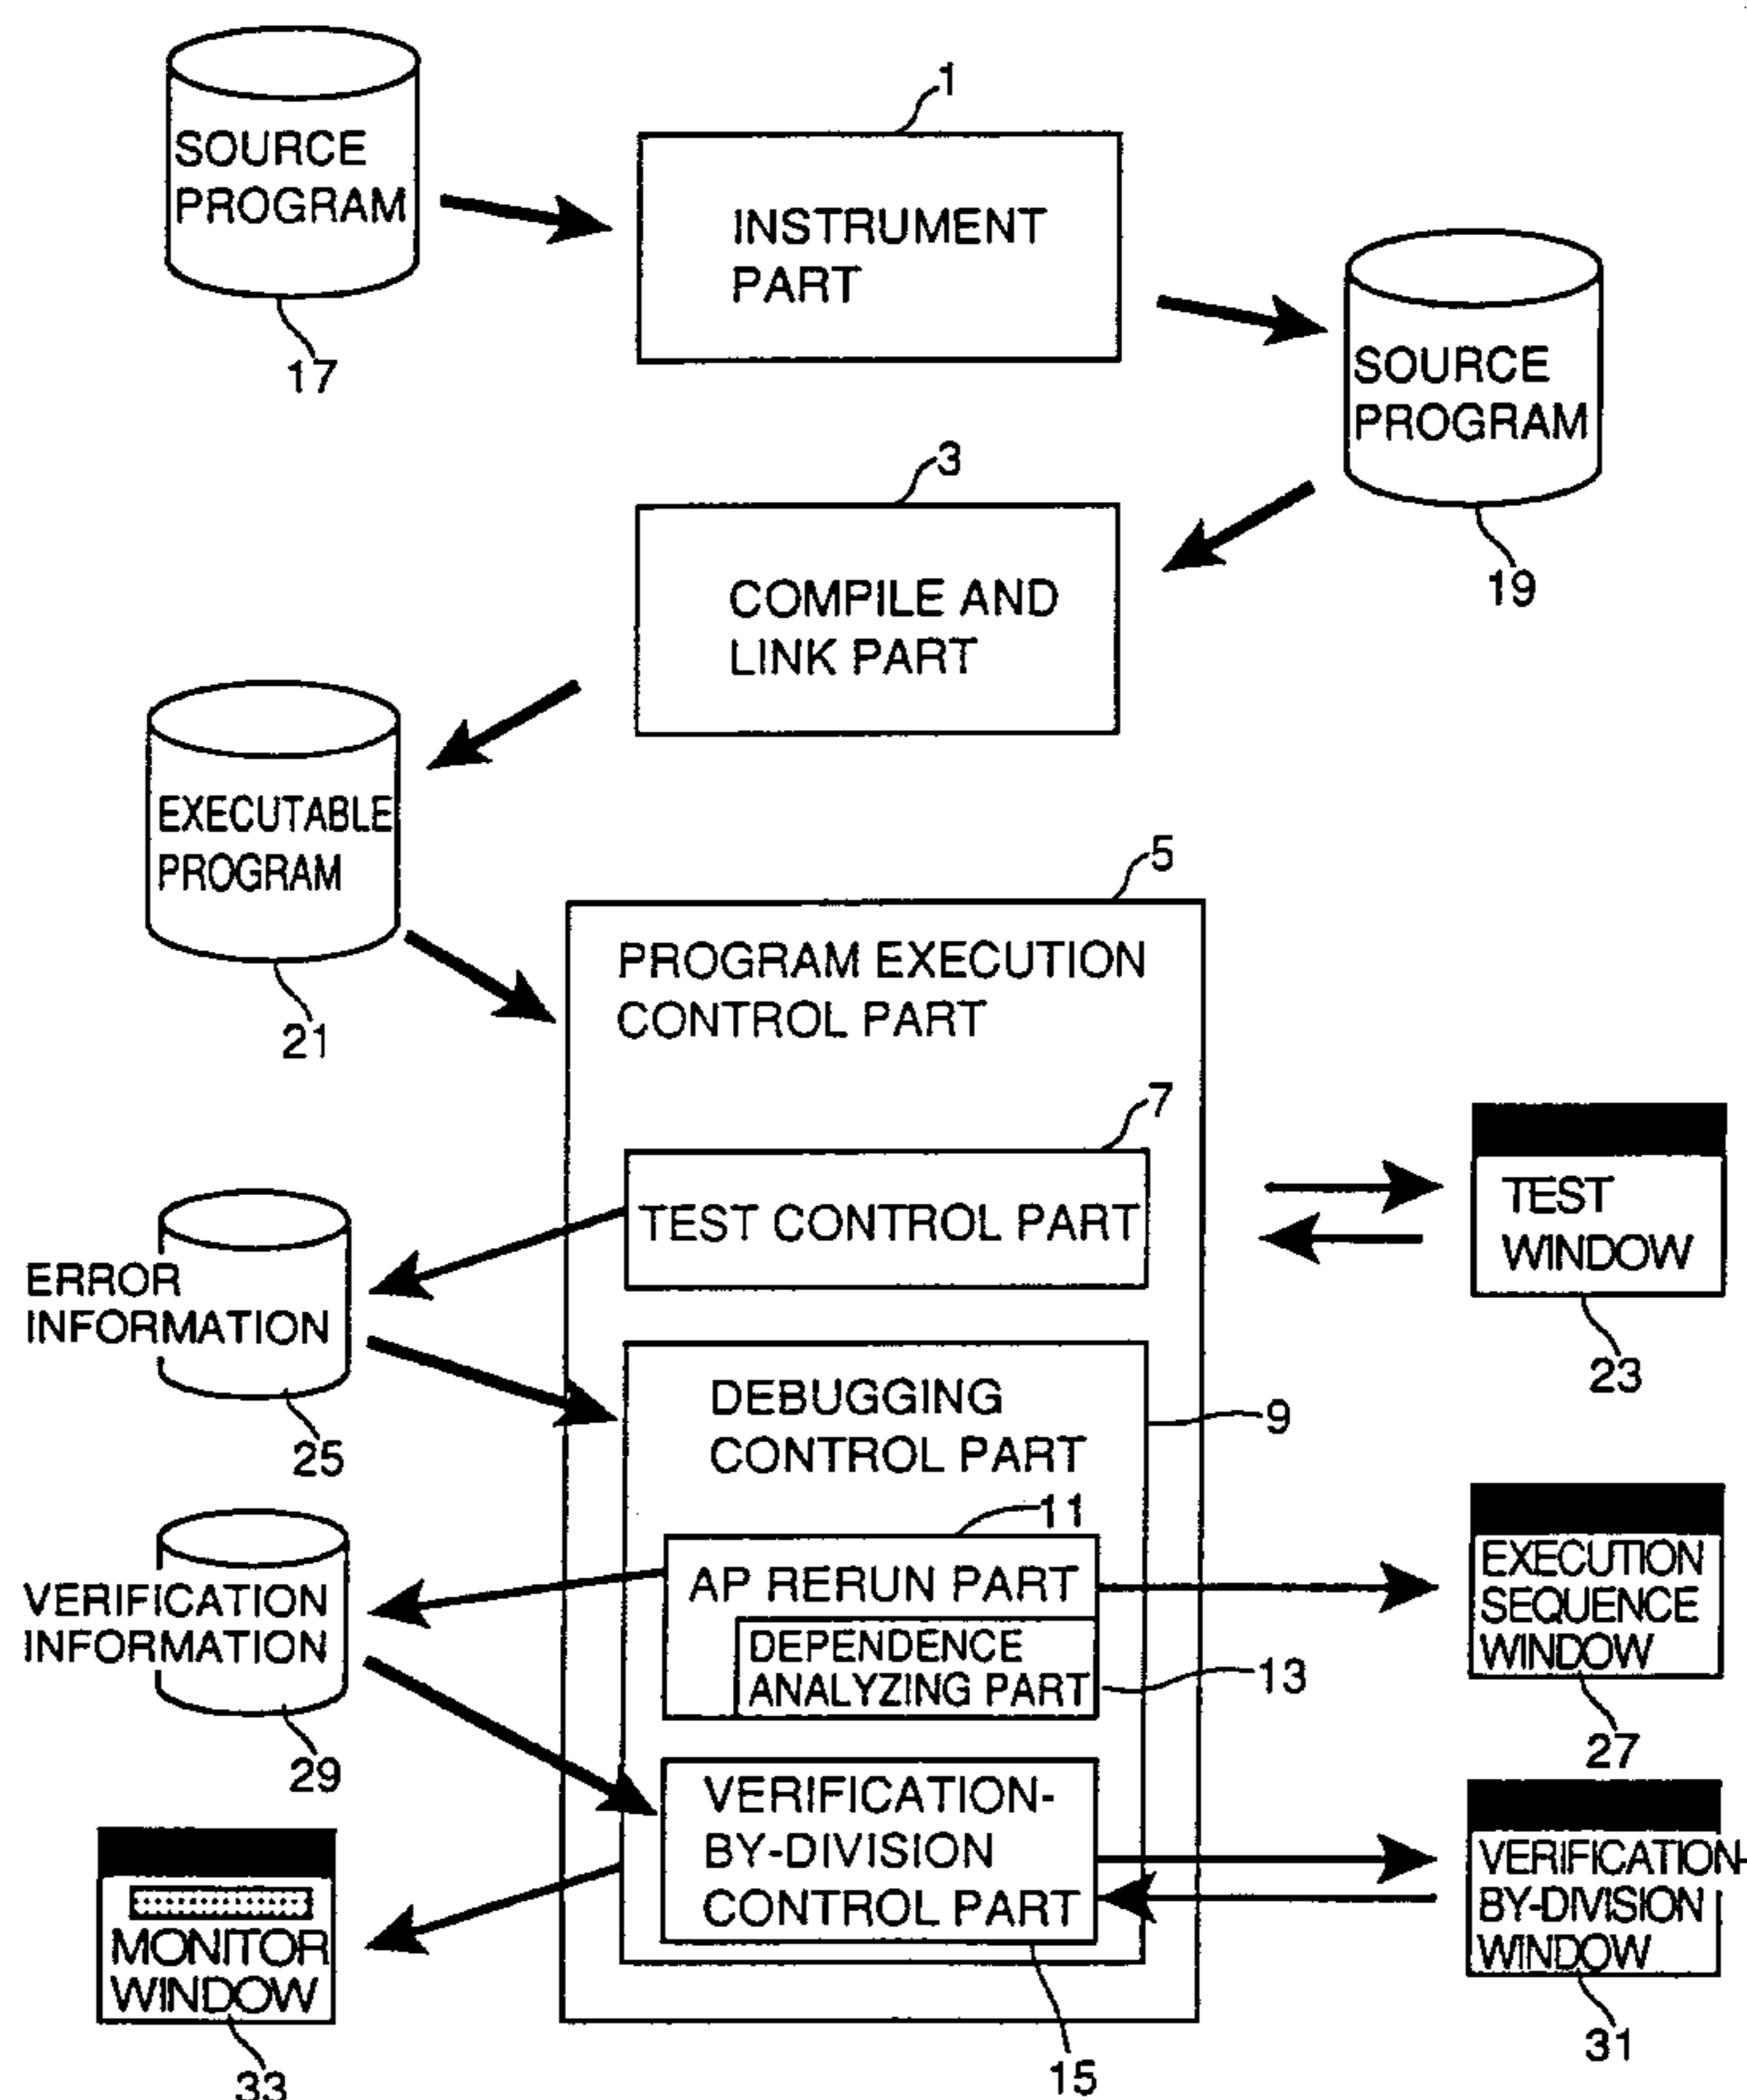 SOURCE
PROGRAM
17
1
INSTRUMENT
PART
SOURCE
PROGRAM
19
3
COMPILE AND
LINK PART
EXECUTABLE
PROGRAM
21
5
PROGRAM EXECUTION
CONTROL PART
7
TEST CONTROL PART
TEST
WINDOW
23
ERROR
INFORMATION
25
DEBUGGING
CONTROL PART
9
11
AP RERUN PART
DEPENDENCE
ANALYZING PART
13
EXECUTION
SEQUENCE
WINDOW
27
VERIFICATION
INFORMATION
29
VERIFICATION-
BY-DIVISION
CONTROL PART
15
VERIFICATION-
BY-DIVISION
WINDOW
31
MONITOR
WINDOW
33